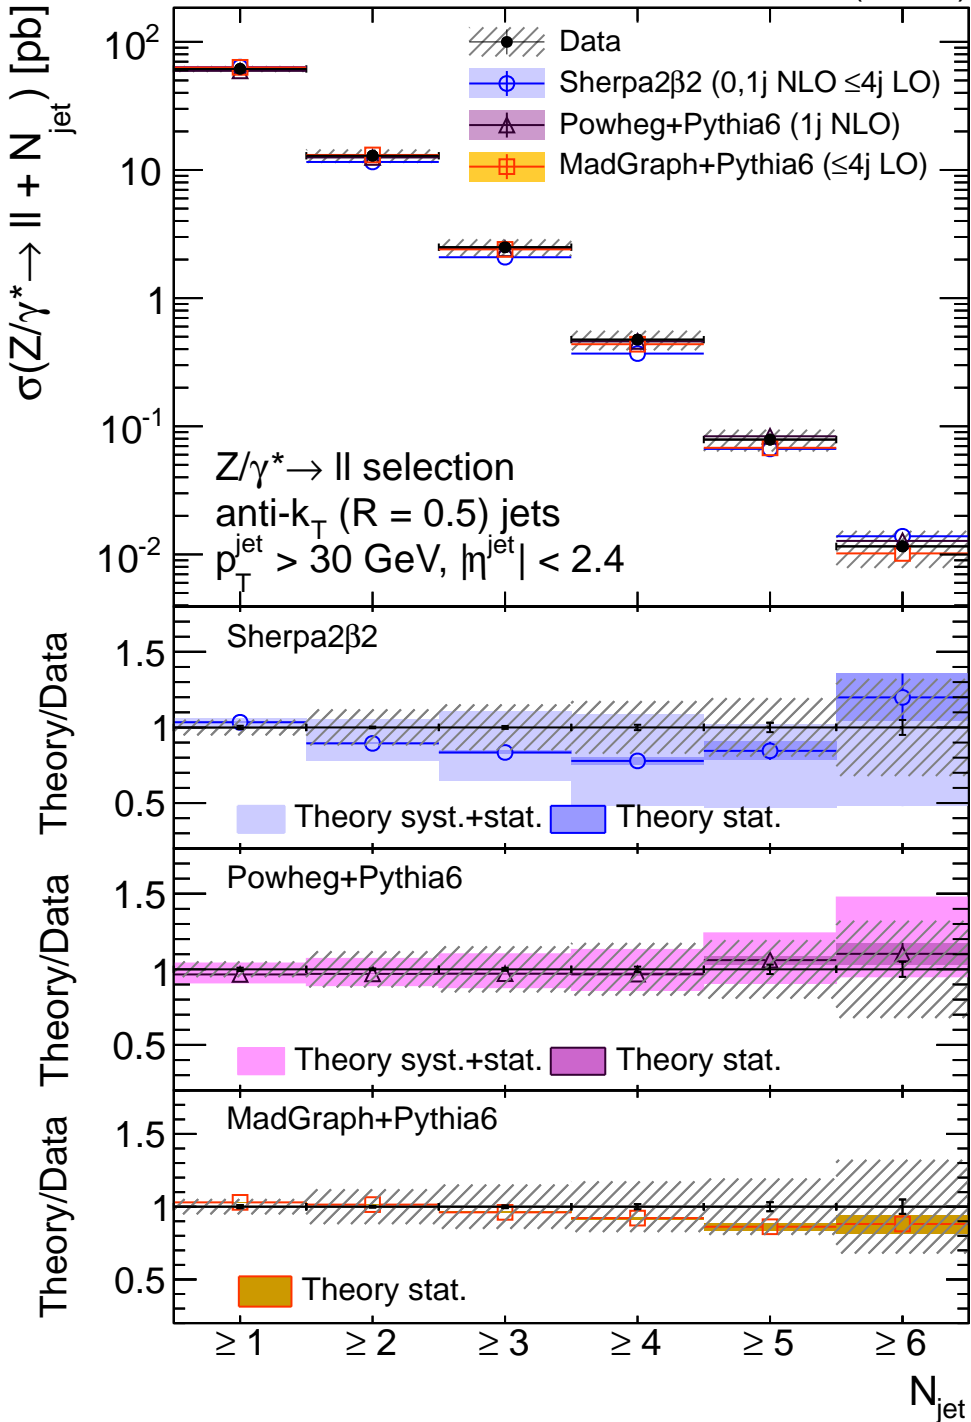 σ(Z/γ*→ ll + N_jet) [pb]
10^2
10
1
10^-1
10^-2
Data
Sherpa2β2 (0,1j NLO ≤4j LO)
Powheg+Pythia6 (1j NLO)
MadGraph+Pythia6 (≤4j LO)
Z/γ*→ ll selection
anti-k_T (R = 0.5) jets
p_T^jet > 30 GeV, |η^jet| < 2.4
Theory/Data
1.5
1
0.5
Sherpa2β2
Theory syst.+stat.
Theory stat.
Theory/Data
1.5
1
0.5
Powheg+Pythia6
Theory syst.+stat.
Theory stat.
Theory/Data
1.5
1
0.5
MadGraph+Pythia6
Theory stat.
≥ 1 ≥ 2 ≥ 3 ≥ 4 ≥ 5 ≥ 6
N_jet